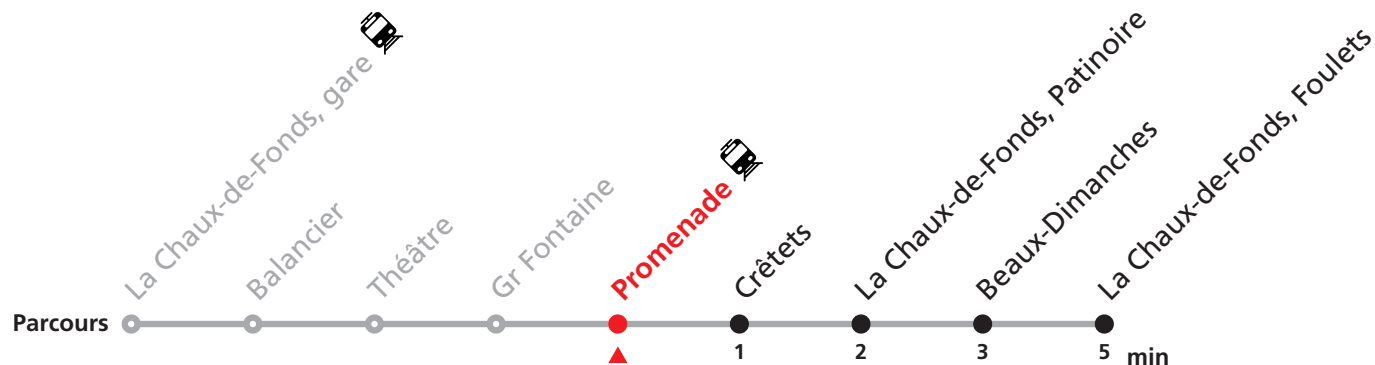 La Chaux-de-Fonds, gare
Balancier
Théâtre
Gr Fontaine
Promenade
Crêtets
La Chaux-de-Fonds, Patinoire
Beaux-Dimanches
La Chaux-de-Fonds, Foulets
Parcours
1 2 3 5 min